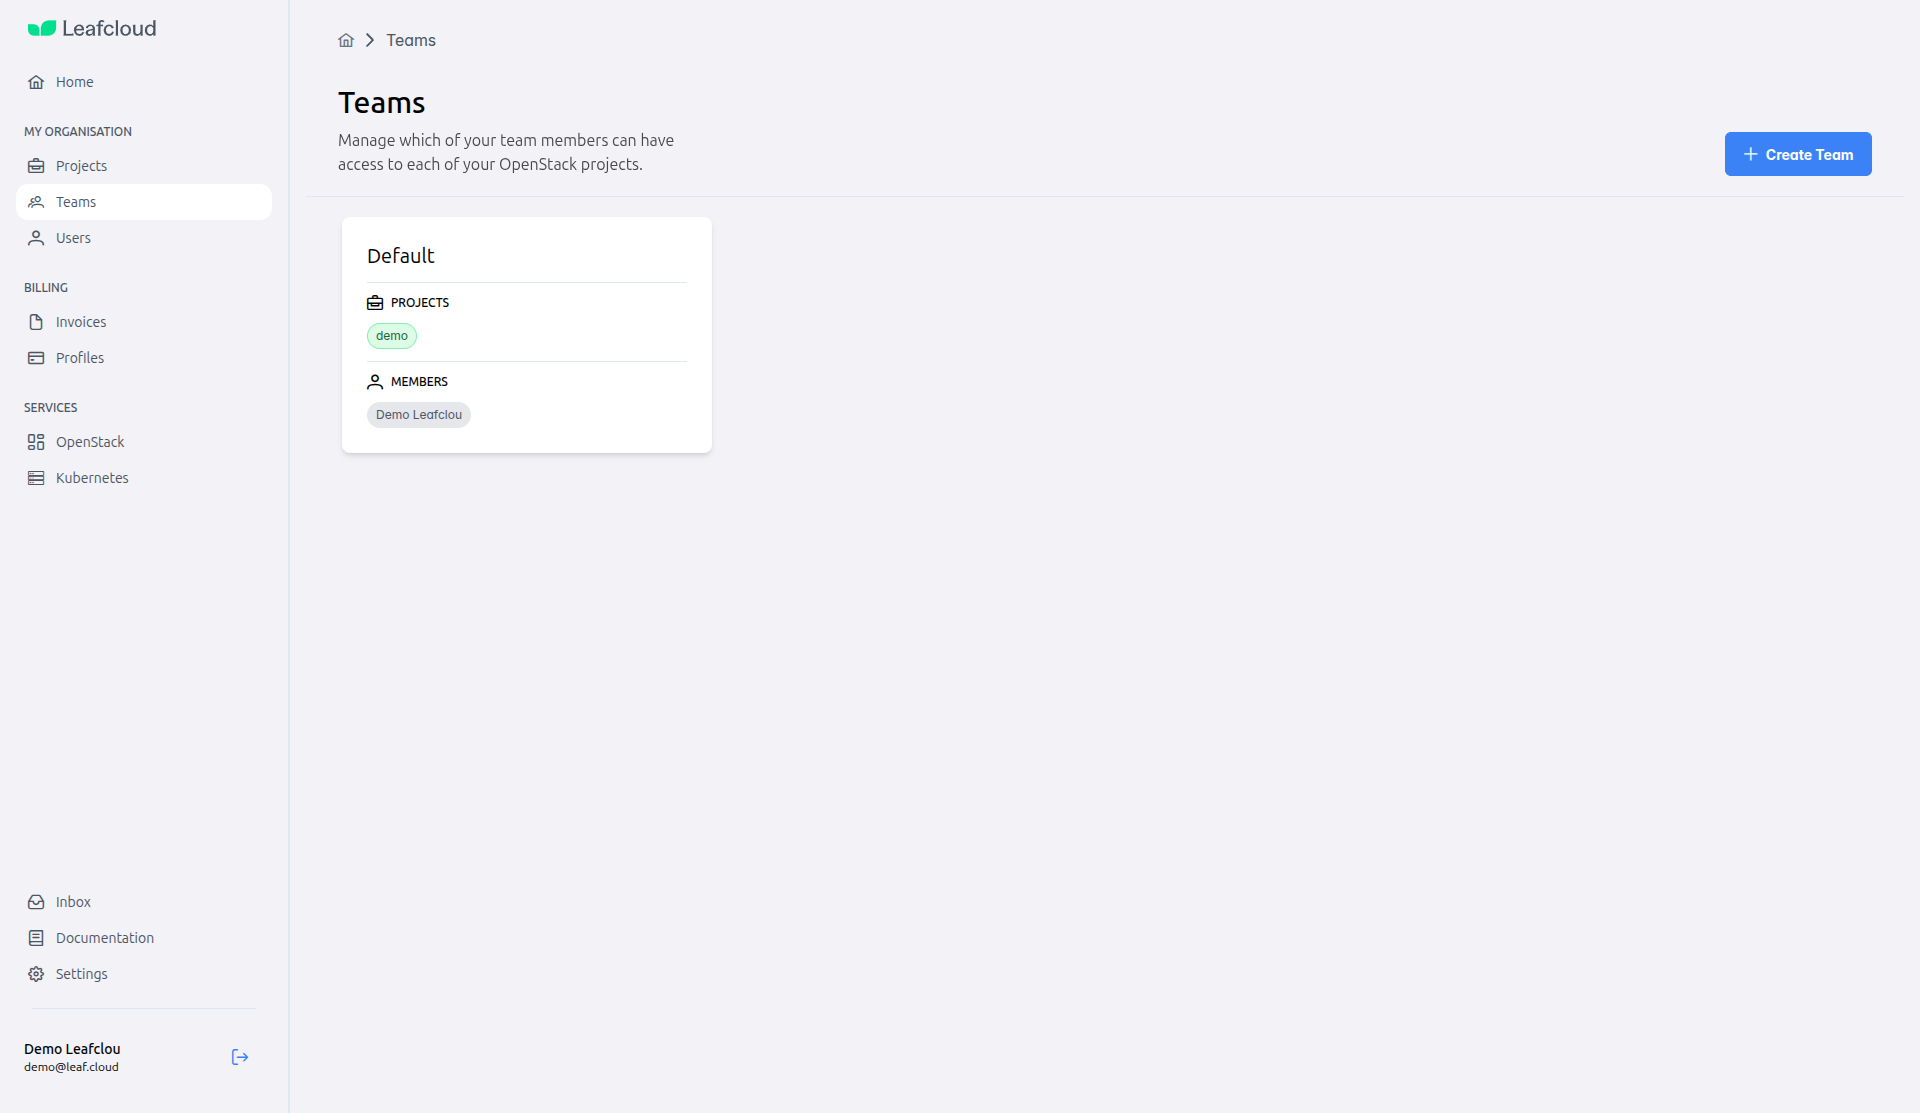 Leafcloud
Home
MY ORGANISATION
Projects
Teams
Users
BILLING
Invoices
Profiles
SERVICES
OpenStack
Kubernetes
Inbox
Documentation
Settings
Demo Leafclou
demo@leaf.cloud
Teams
Teams
Manage which of your team members can have
access to each of your OpenStack projects.
Create Team
Default
PROJECTS
demo
MEMBERS
Demo Leafclou